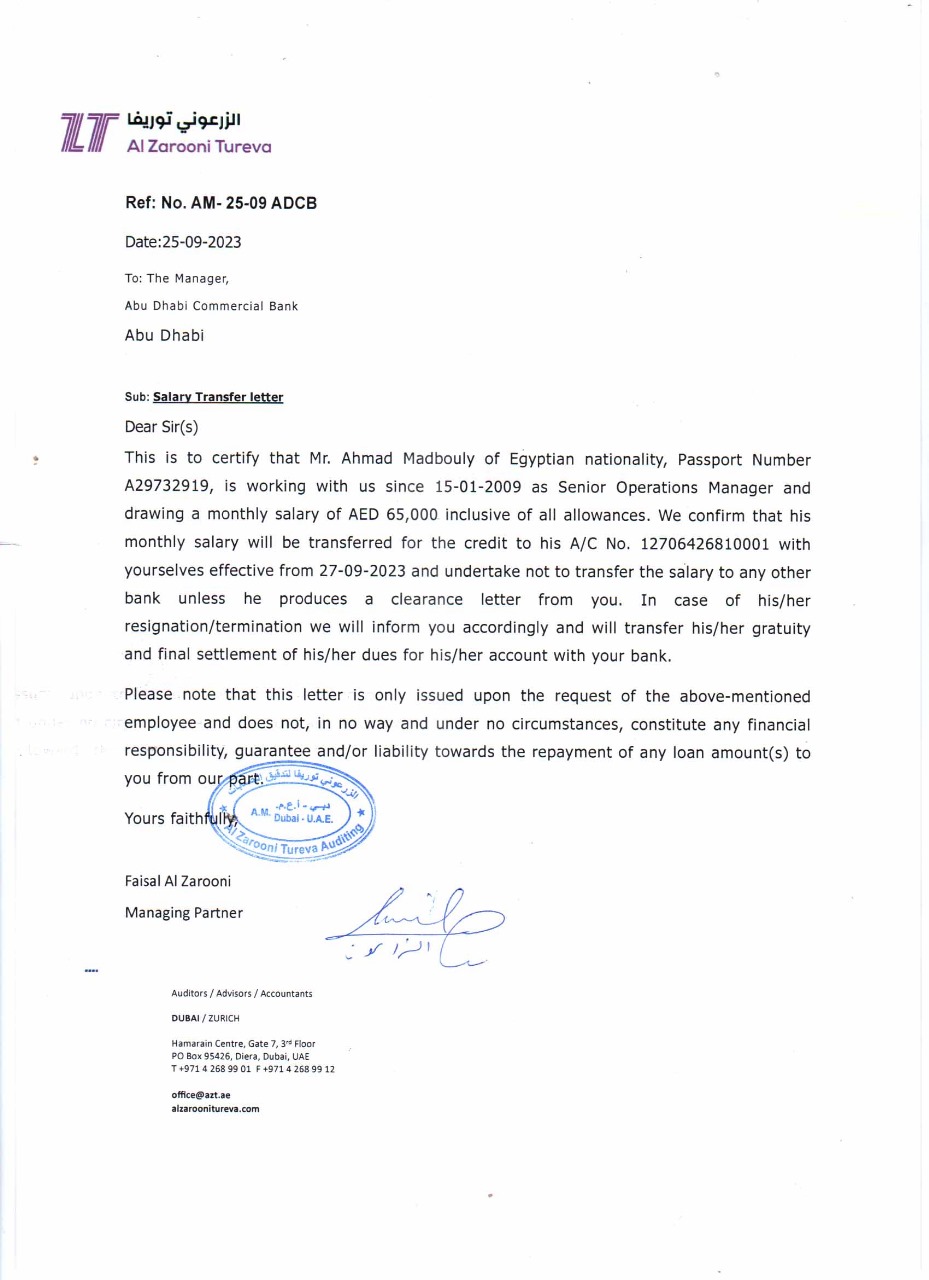 الزرعوني توريفا
Al Zarooni Tureva
Ref: No. AM- 25-09 ADCB
Date:25-09-2023
To: The Manager,
Abu Dhabi Commercial Bank
Abu Dhabi
Sub: Salary Transfer letter
Dear Sir(s)
This is to certify that Mr. Ahmad Madbouly of Egyptian nationality, Passport Number
A29732919, is working with us since 15-01-2009 as Senior Operations Manager and
drawing a monthly salary of AED 65,000 inclusive of all allowances. We confirm that his
monthly salary will be transferred for the credit to his A/C No. 12706426810001 with
yourselves effective from 27-09-2023 and undertake not to transfer the salary to any other
bank unless he produces a clearance letter from you. In case of his/her
resignation/termination we will inform you accordingly and will transfer his/her gratuity
and final settlement of his/her dues for his/her account with your bank.
Please note that this letter is only issued upon the request of the above-mentioned
employee and does not, in no way and under no circumstances, constitute any financial
responsibility, guarantee and/or liability towards the repayment of any loan amount(s) to
you from our part.
الزرعوني توريفا لتدقيق
دبي - ا.ع.م.
A.M. Dubai - U.A.E.
Al Zarooni Tureva Auditing
Yours faithfully,
Faisal Al Zarooni
Managing Partner
Auditors / Advisors / Accountants
DUBAI / ZURICH
Hamarain Centre, Gate 7, 3rd Floor
PO Box 95426, Diera, Dubai, UAE
T +971 4 268 99 01 F +971 4 268 99 12
office@azt.ae
alzaroonitureva.com